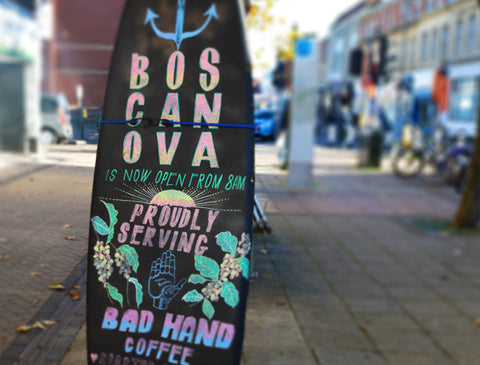 BOS
CAN
OVA
IS NOW OPEN FROM 8AM
PROUDLY
SERVING
BAD HAND
COFFEE